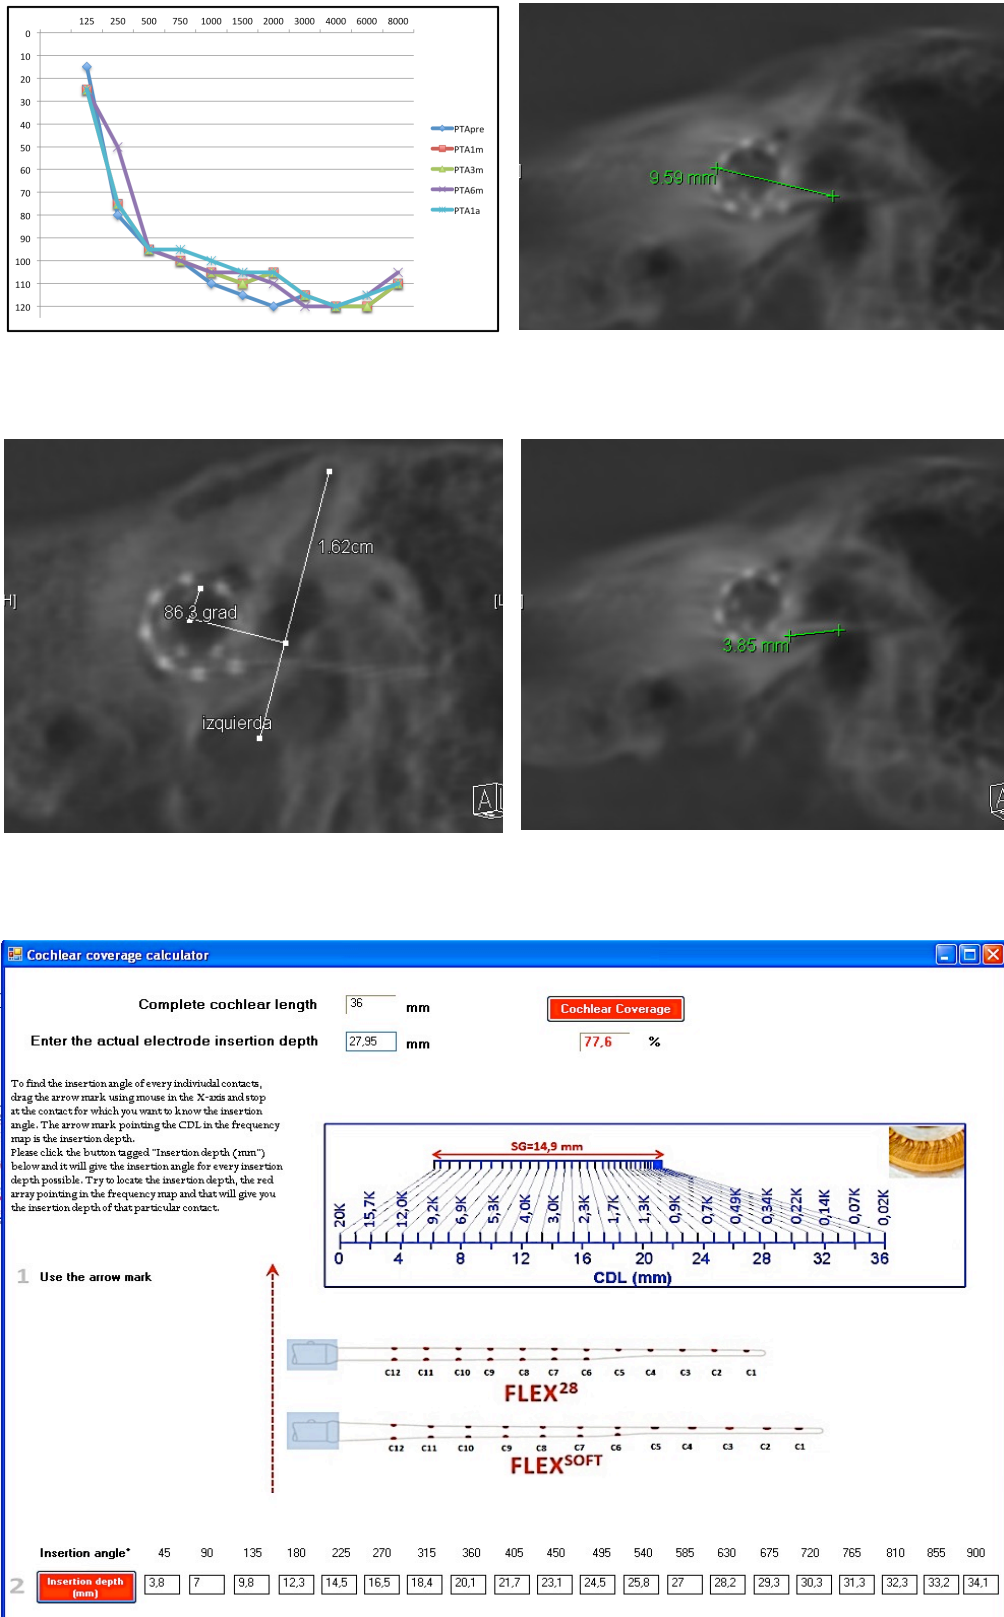 125 250 500 750 1000 1500 2000 3000 4000 6000 8000
0
10
20
30
40
50
60
70
80
90
100
110
120
PTApre
PTA1m
PTA3m
PTA6m
PTA1a
9.59 mm
1.62cm
86,3 grad
izquierda
H]
[L
A
3.85 mm
Cochlear coverage calculator
Complete cochlear length 36 mm
Cochlear Coverage
Enter the actual electrode insertion depth 27,95 mm
77,6 %
To find the insertion angle of every indiviudal contacts,
drag the arrow mark using mouse in the X-axis and stop
at the contact for which you want to know the insertion
angle. The arrow mark pointing the CDL in the frequency
map is the insertion depth.
Please click the button tagged "Insertion depth (mm")
below and it will give the insertion angle for every insertion
depth possible. Try to locate the insertion depth, the red
array pointing in the frequency map and that will give you
the insertion depth of that particular contact.
SG=14,9 mm
20K 15,7K 12,0K 9,2K 6,9K 5,3K 4,0K 3,0K 2,3K 1,7K 1,3K 0,9K 0,7K 0,49K 0,34K 0,22K 0,14K 0,07K 0,02K
0 4 8 12 16 20 24 28 32 36
CDL (mm)
1 Use the arrow mark
C12 C11 C10 C9 C8 C7 C6 C5 C4 C3 C2 C1
FLEX28
C12 C11 C10 C9 C8 C7 C6 C5 C4 C3 C2 C1
FLEXSOFT
Insertion angle* 45 90 135 180 225 270 315 360 405 450 495 540 585 630 675 720 765 810 855 900
2 Insertion depth (mm) 3,8 7 9,8 12,3 14,5 16,5 18,4 20,1 21,7 23,1 24,5 25,8 27 28,2 29,3 30,3 31,3 32,3 33,2 34,1